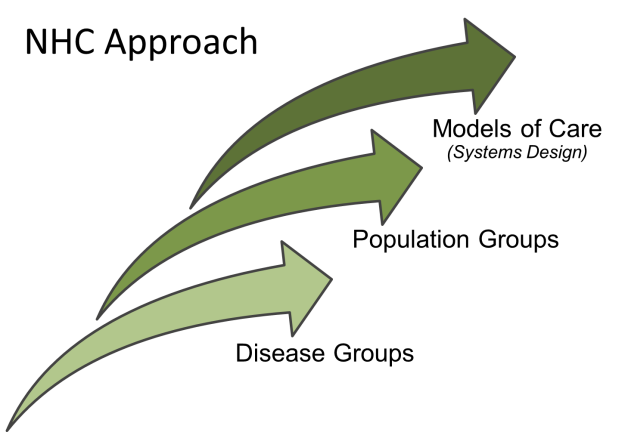 NHC Approach
Models of Care
(Systems Design)
Population Groups
Disease Groups